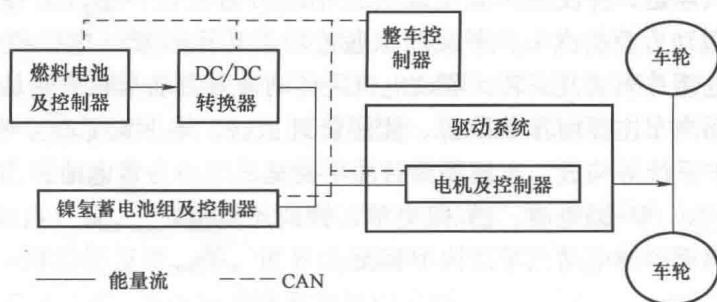 整车控
制器
燃料电池
及控制器
DC/DC
转换器
车轮
驱动系统
电机及控制器
镍氢蓄电池组及控制器
车轮
能量流
CAN